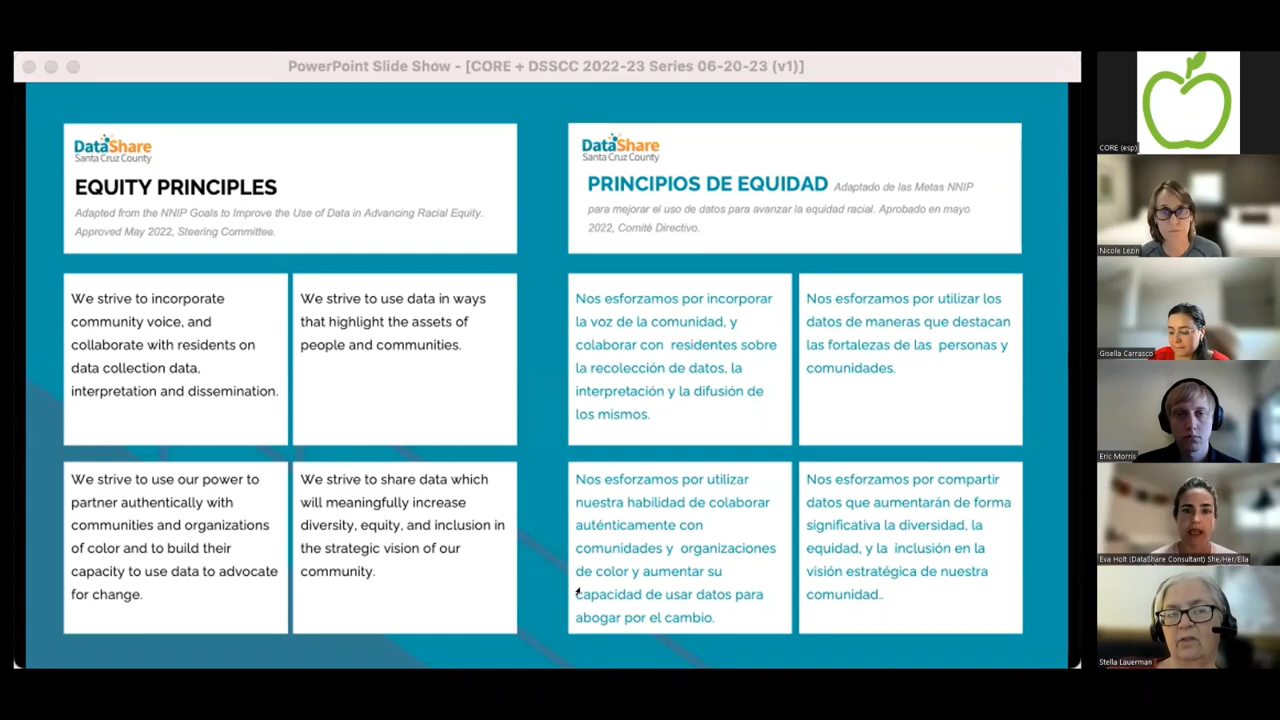 PowerPoint Slide Show - [CORE + DSSCC 2022-23 Series 06-20-23 (v1)]
DataShare
Santa Cruz County
EQUITY PRINCIPLES
Adapted from the NNIP Goals to Improve the Use of Data in Advancing Racial Equity.
Approved May 2022, Steering Committee.
We strive to incorporate
community voice, and
collaborate with residents on
data collection data,
interpretation and dissemination.
We strive to use data in ways
that highlight the assets of
people and communities.
We strive to use our power to
partner authentically with
communities and organizations
of color and to build their
capacity to use data to advocate
for change.
We strive to share data which
will meaningfully increase
diversity, equity, and inclusion in
the strategic vision of our
community.
DataShare
Santa Cruz County
PRINCIPIOS DE EQUIDAD Adaptado de las Metas NNIP
para mejorar el uso de datos para avanzar la equidad racial. Aprobado en mayo
2022, Comité Directivo.
Nos esforzamos por incorporar
la voz de la comunidad, y
colaborar con residentes sobre
la recolección de datos, la
interpretación y la difusión de
los mismos.
Nos esforzamos por utilizar los
datos de maneras que destacan
las fortalezas de las personas y
comunidades.
Nos esforzamos por utilizar
nuestra habilidad de colaborar
auténticamente con
comunidades y organizaciones
de color y aumentar su
capacidad de usar datos para
abogar por el cambio.
Nos esforzamos por compartir
datos que aumentarán de forma
significativa la diversidad, la
equidad, y la inclusión en la
visión estratégica de nuestra
comunidad..
CORE (esp)
Nicole Lezin
Gisella Carrasco
Eric Morris
Eva Holt (DataShare Consultant) She/Her/Ella
Stella Lauerman